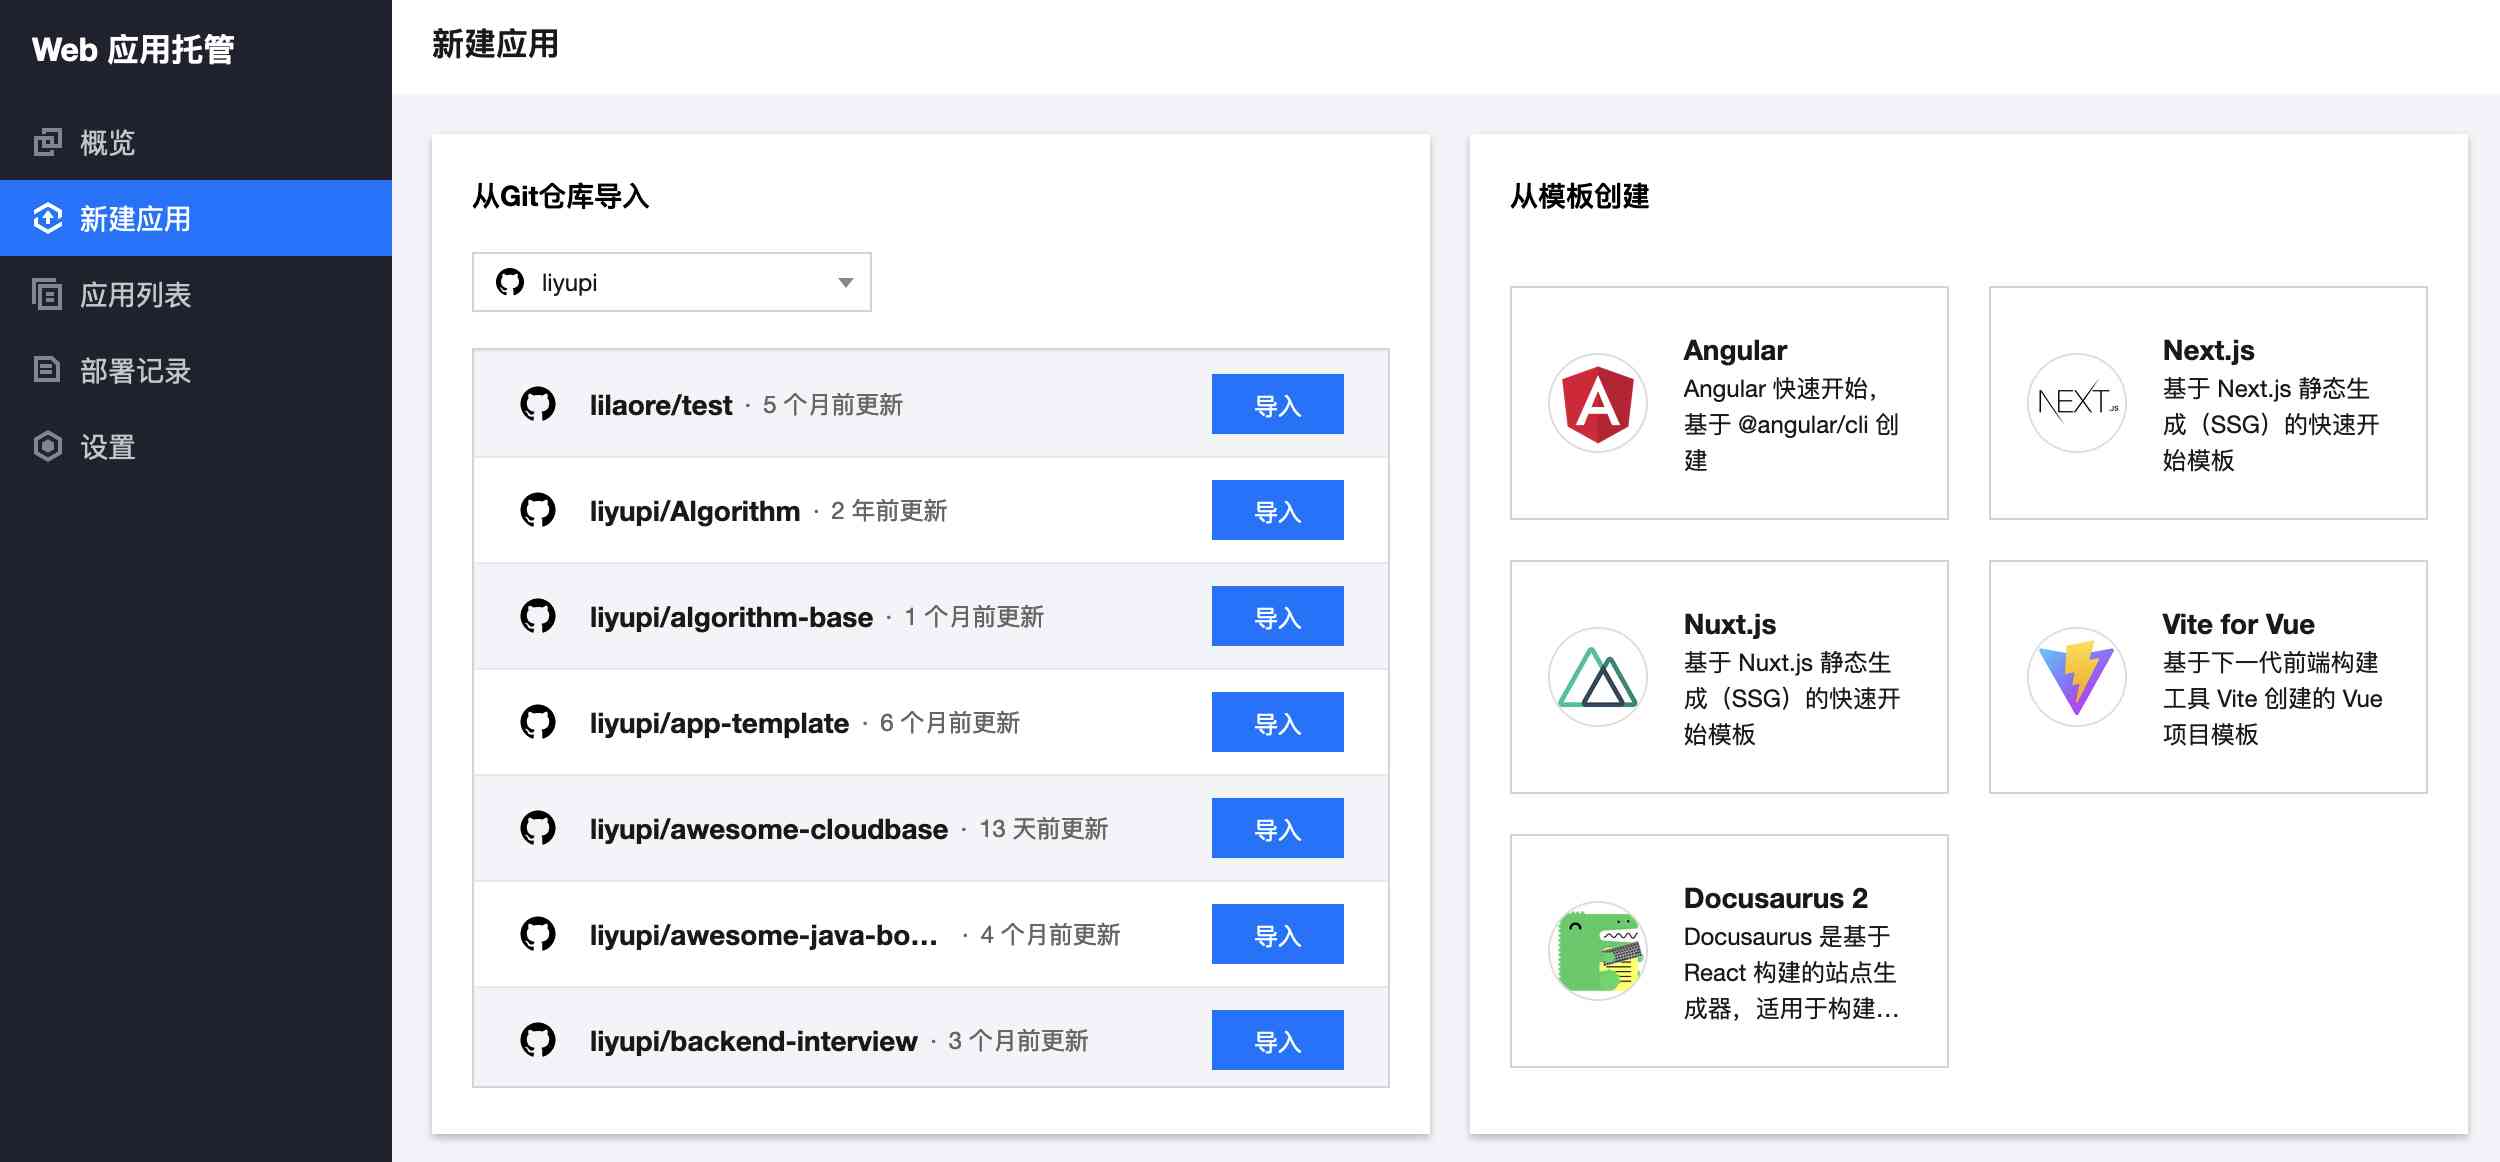 Web 应用托管
概览
新建应用
应用列表
部署记录
设置
新建应用
从Git仓库导入
liyupi
lilaore/test · 5 个月前更新
导入
liyupi/Algorithm · 2 年前更新
导入
liyupi/algorithm-base · 1 个月前更新
导入
liyupi/app-template · 6 个月前更新
导入
liyupi/awesome-cloudbase · 13 天前更新
导入
liyupi/awesome-java-bo... · 4 个月前更新
导入
liyupi/backend-interview · 3 个月前更新
导入
从模板创建
Angular
Angular 快速开始，
基于 @angular/cli 创
建
NEXT.JS
Next.js
基于 Next.js 静态生
成（SSG）的快速开
始模板
Nuxt.js
基于 Nuxt.js 静态生
成（SSG）的快速开
始模板
Vite for Vue
基于下一代前端构建
工具 Vite 创建的 Vue
项目模板
Docusaurus 2
Docusaurus 是基于
React 构建的站点生
成器，适用于构建...